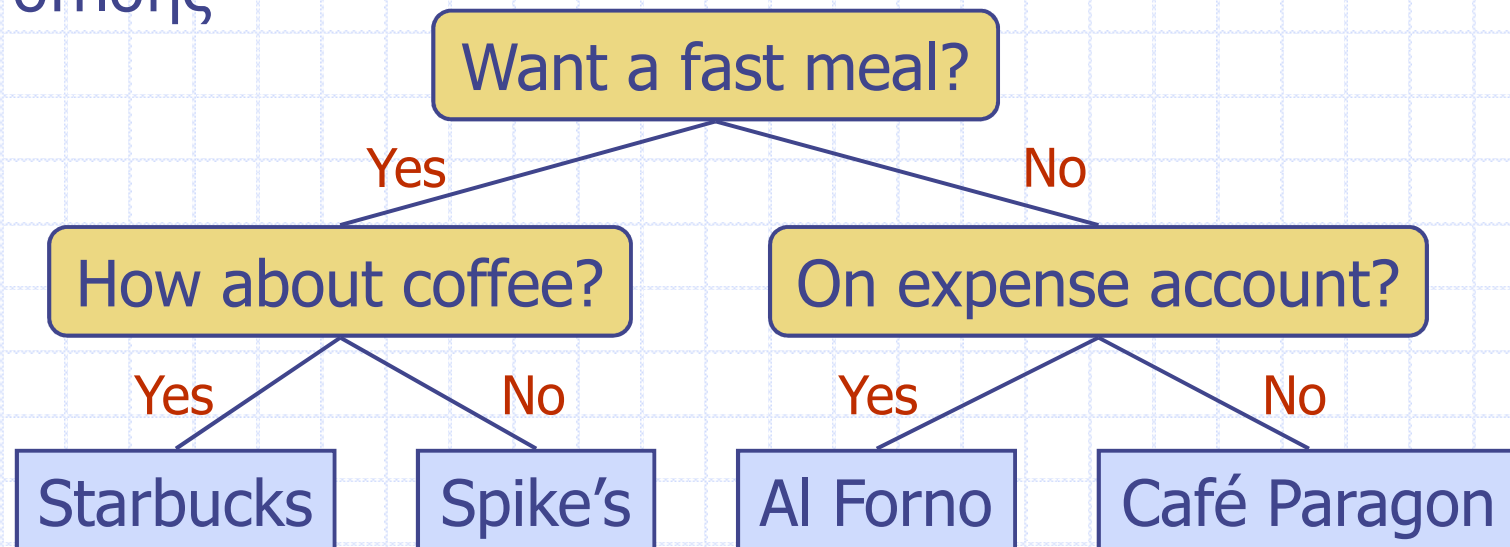 Want a fast meal?
Yes No
How about coffee? On expense account?
Yes No Yes No
Starbucks Spike’s Al Forno Café Paragon